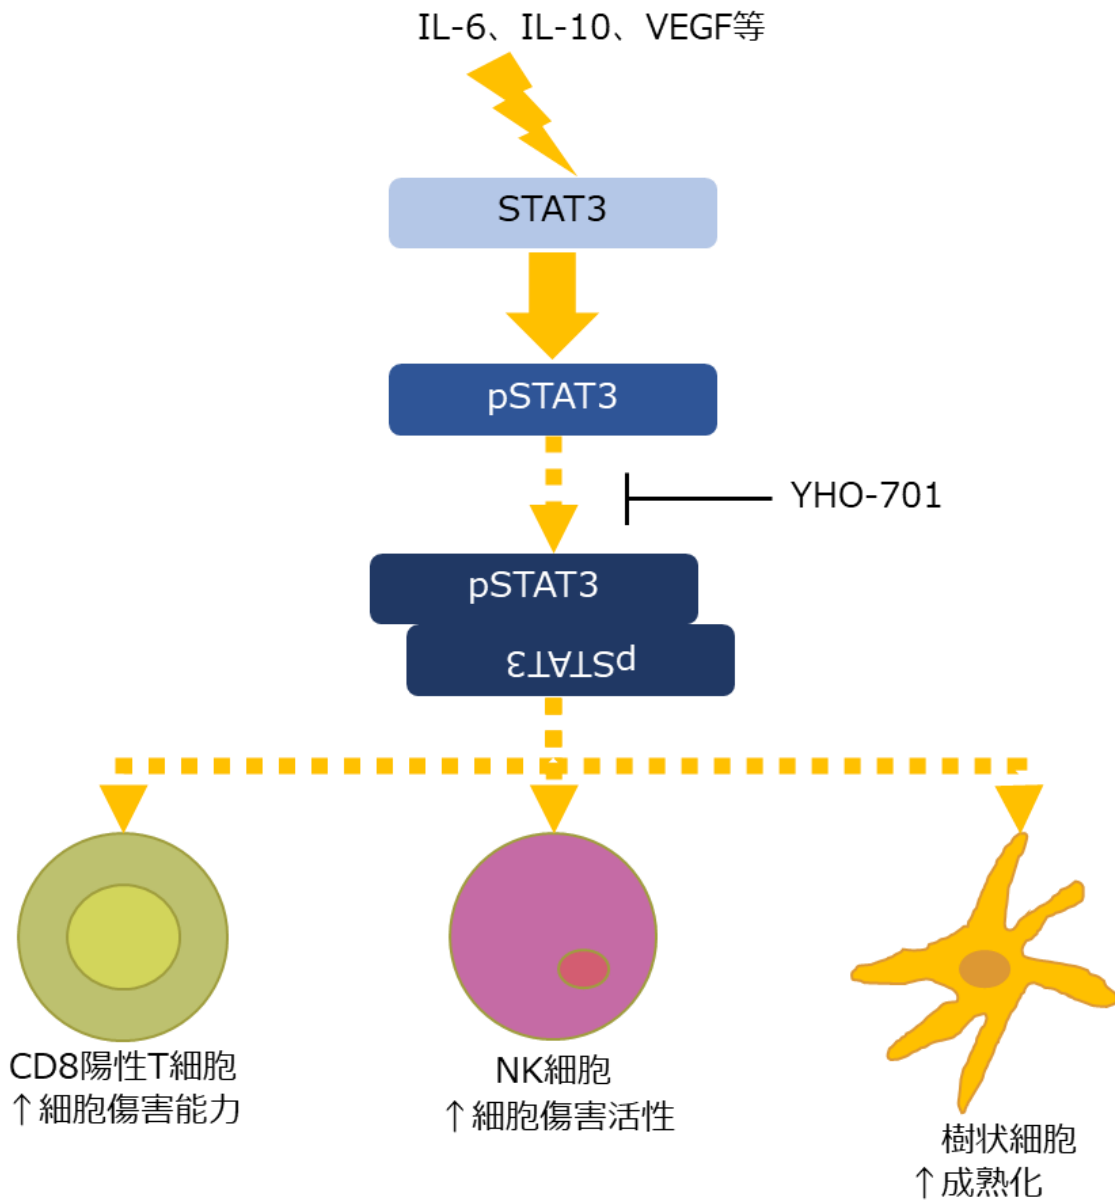 IL-6、IL-10、VEGF等
STAT3
pSTAT3
YHO-701
pSTAT3
pSTAT3
CD8陽性T細胞
↑細胞傷害能力
NK細胞
↑細胞傷害活性
樹状細胞
↑成熟化